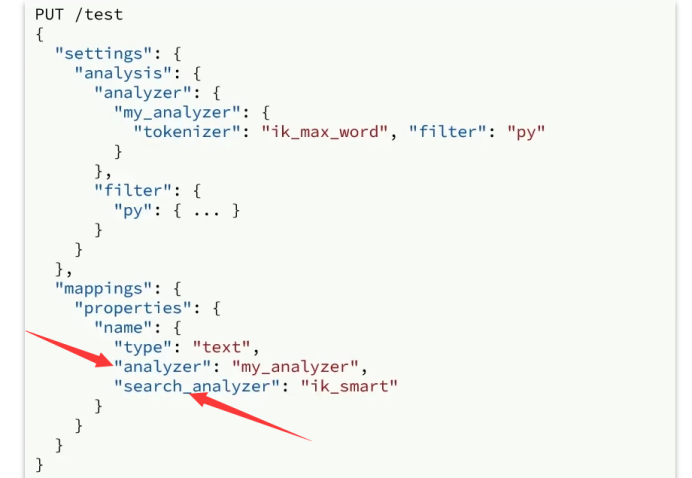 PUT /test
{
  "settings": {
    "analysis": {
      "analyzer": {
        "my_analyzer": {
          "tokenizer": "ik_max_word", "filter": "py"
        }
      },
      "filter": {
        "py": { ... }
      }
    }
  },
  "mappings": {
    "properties": {
      "name": {
        "type": "text",
        "analyzer": "my_analyzer",
        "search_analyzer": "ik_smart"
      }
    }
  }
}